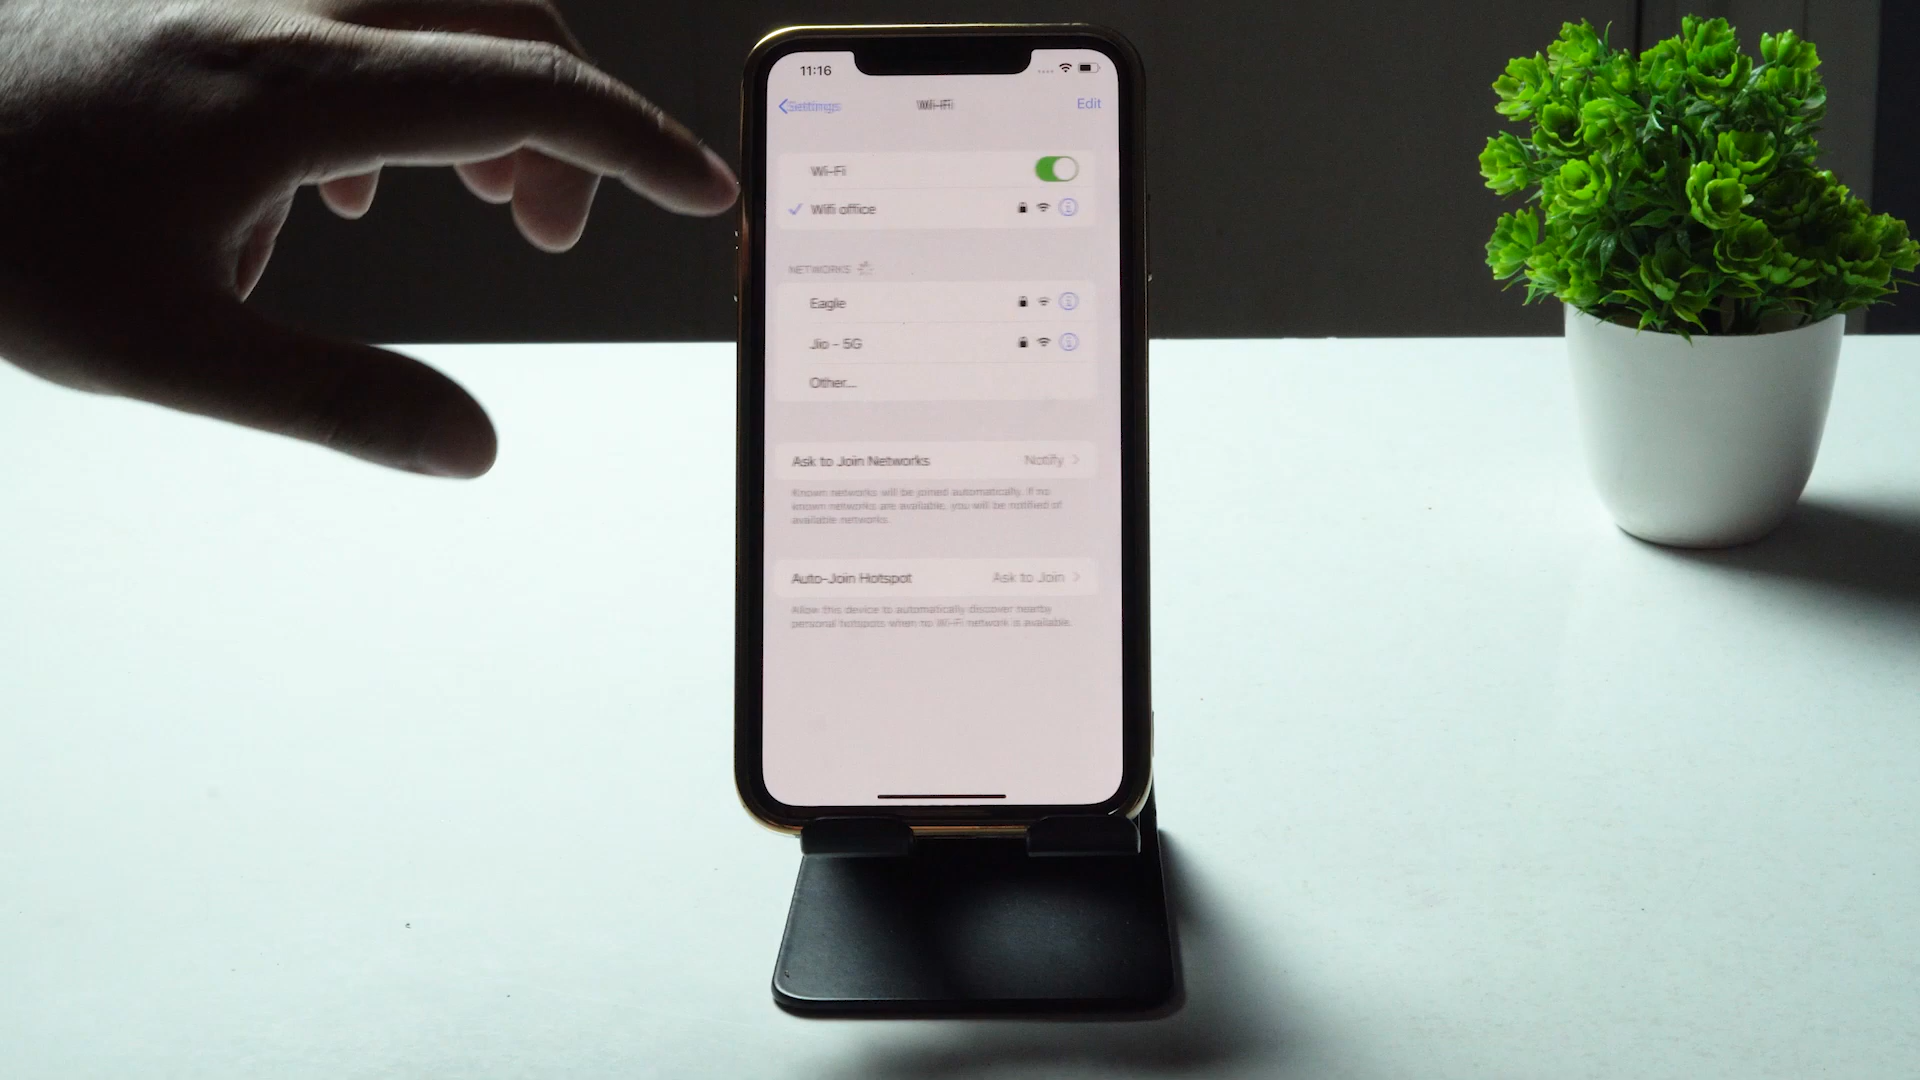 11:16
Settings
Wi-Fi
Edit
Wi-Fi
Wifi office
NETWORKS
Eagle
Jio - 5G
Other...
Ask to Join Networks
Notify
Known networks will be joined automatically. If no
known networks are available, you will be notified of
available networks.
Auto-Join Hotspot
Ask to Join
Allow this device to automatically discover nearby
personal hotspots when no Wi-Fi network is available.